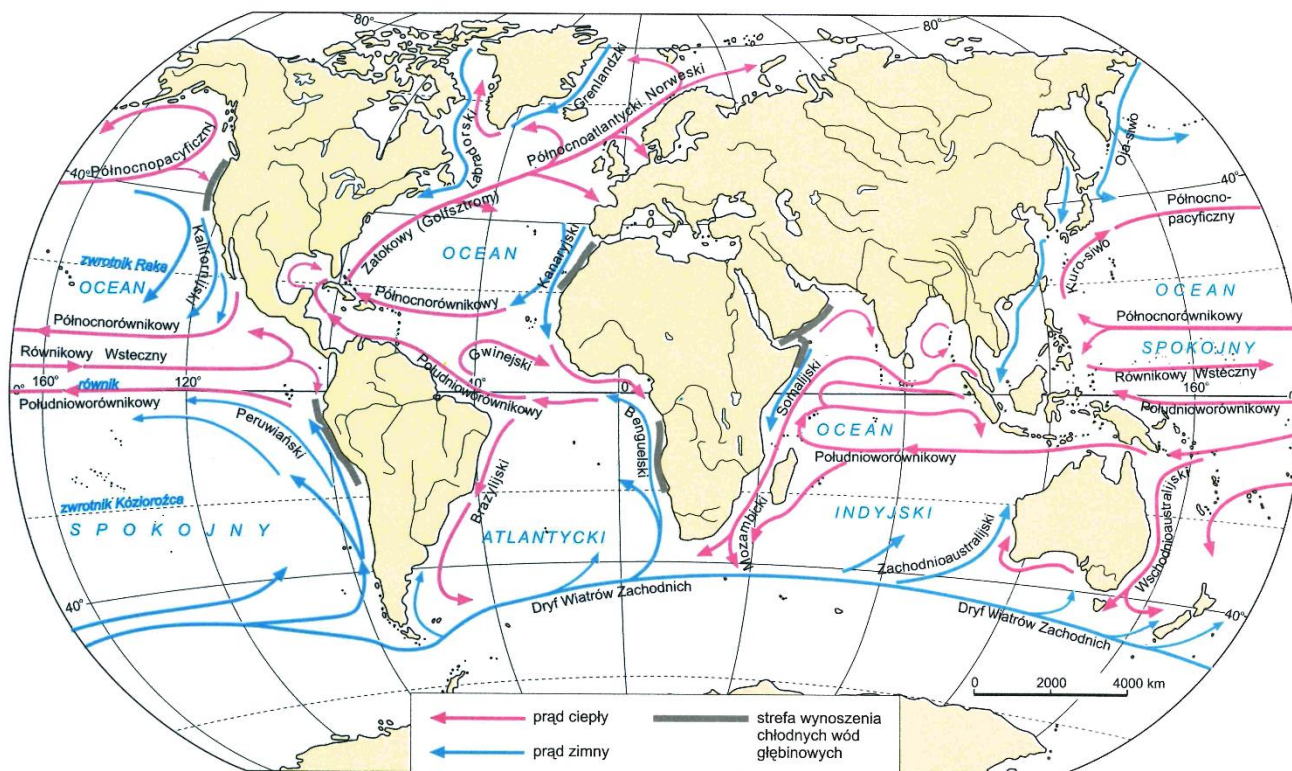 80°
80°
Grenlandzki
Norweski
Labradorski
Północnoatlantycki
Oja-siwo
Północnopacyficzny
40°
40°
Północno-
pacyficzny
Zatokowy (Golfsztrom)
OCEAN
Kanaryjski
Kuro-siwo
Kalifornijski
zwrotnik Raka
OCEAN
OCEAN
Północnorównikowy
Północnorównikowy
Północnorównikowy
SPOKOJNY
Równikowy Wsteczny
Gwinejski
Równikowy Wsteczny
0°
160°
120°
równik
0
160°
Południoworównikowy
Południoworównikowy
Somalijski
Południoworównikowy
Peruwiański
Benguelski
OCEAN
Południoworównikowy
Brazylijski
zwrotnik Koziorożca
SPOKOJNY
ATLANTYCKI
Mozambicki
INDYJSKI
Zachodnioaustralijski
Wschodnioaustralijski
40°
40°
Dryf Wiatrów Zachodnich
Dryf Wiatrów Zachodnich
0 2000 4000 km
prąd ciepły
prąd zimny
strefa wynoszenia
chłodnych wód
głębinowych